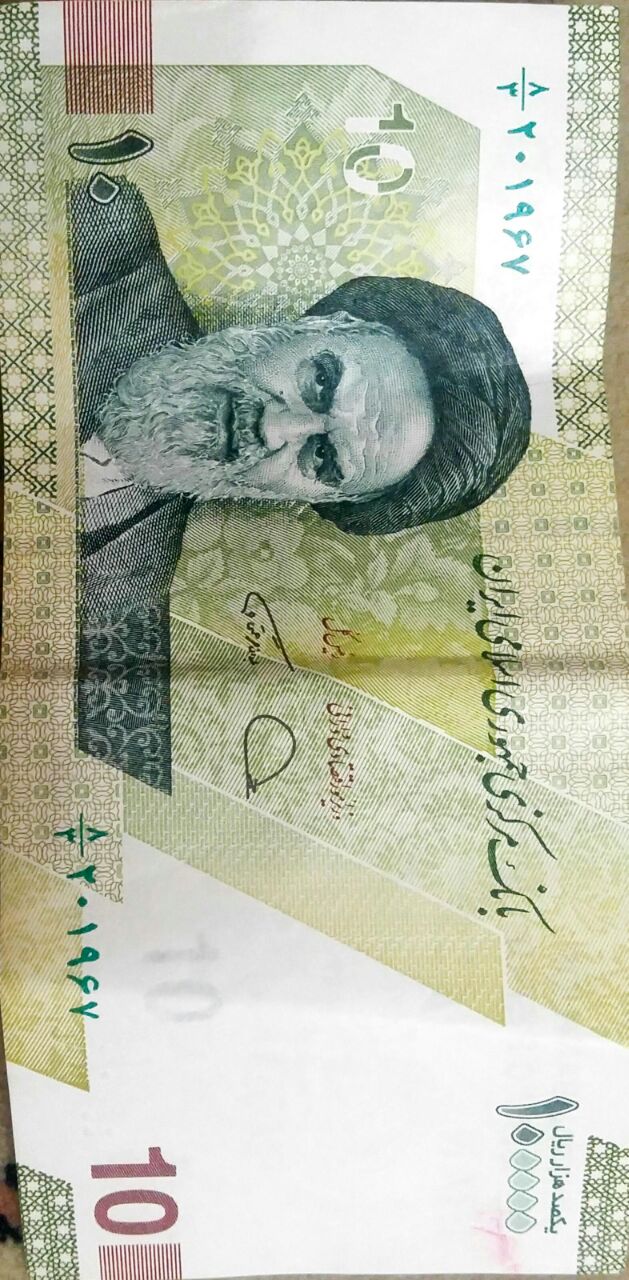 بانک مرکزی جمهوری اسلامی ایران
یکصد هزار ریال
۱۰۰۰۰۰
۸/۳ ۲۰۱۹۶۷
10
وزیر امور اقتصادی و دارائی
رئیس کل
10
۱۰
10
۸/۳ ۲۰۱۹۶۷